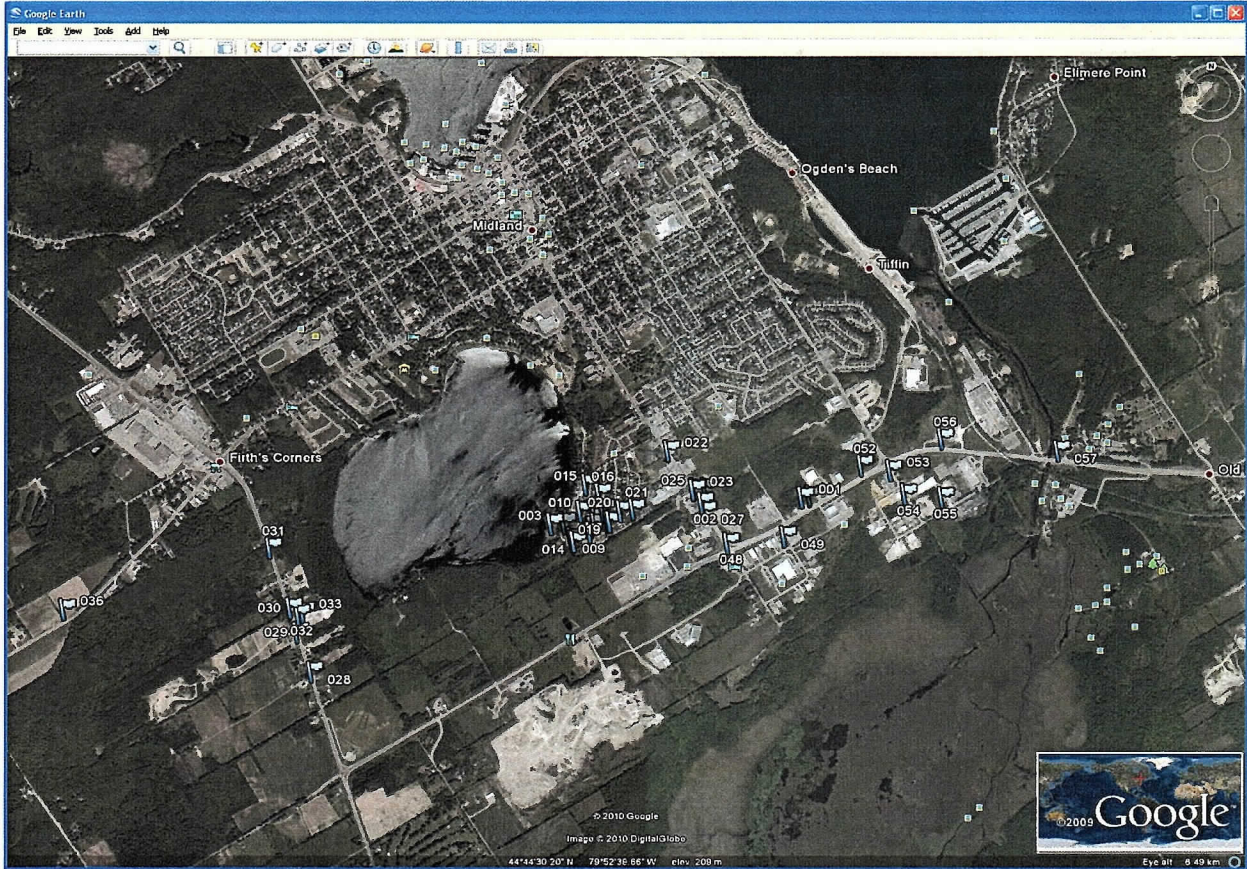 Google Earth
File Edit View Tools Add Help
Ellmere Point
Ogden's Beach
Midland
Tiffin
Firth's Corners
Old
056
022
052
057
053
015 016
025 023
001
010 020 021
003
002 027
054 055
019
014 009
049
048
031
036
030 033
029 032
028
© 2010 Google
Image © 2010 DigitalGlobe
©2009 Google
44°44'30.20" N 79°52'39.66" W elev 209 m
Eye alt 6.49 km
N